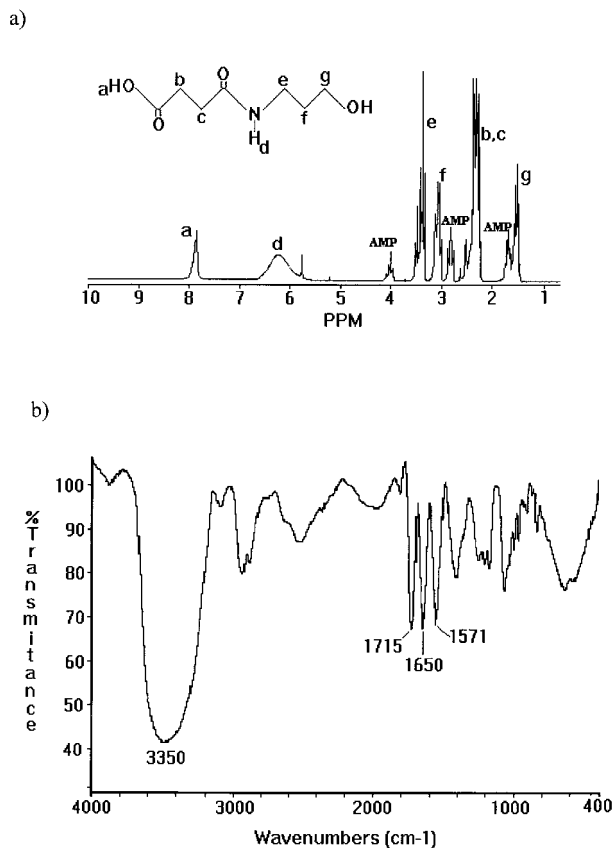 a)
b
O
e
g
aHO
OH
O
c
N
f
H
d
a
d
AMP
e
f
AMP
b,c
AMP
g
10 9 8 7 6 5 4 3 2 1
PPM
b)
%Transmitance
100
90
80
70
60
50
40
3350
1715
1650
1571
4000 3000 2000 1000 400
Wavenumbers (cm-1)